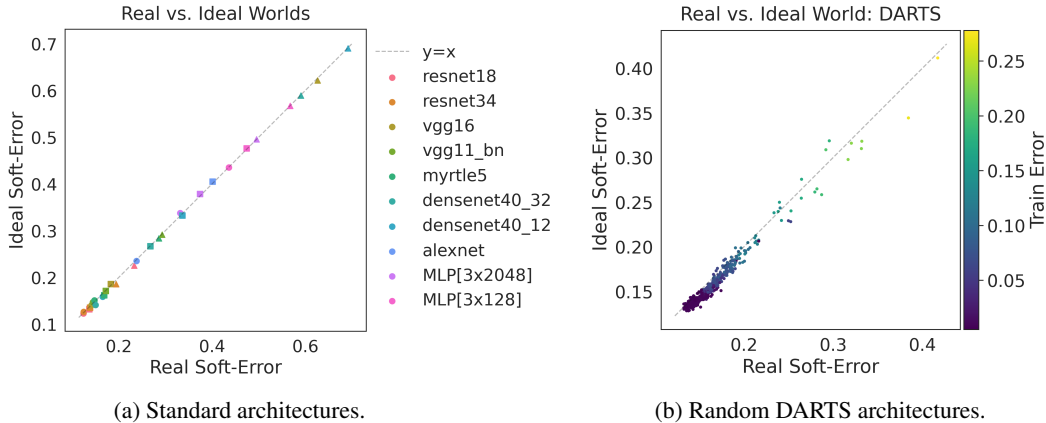 Real vs. Ideal Worlds
Ideal Soft-Error
0.7
0.6
0.5
0.4
0.3
0.2
0.1
0.2
0.4
0.6
Real Soft-Error
y=x
resnet18
resnet34
vgg16
vgg11_bn
myrtle5
densenet40_32
densenet40_12
alexnet
MLP[3x2048]
MLP[3x128]
(a) Standard architectures.
Real vs. Ideal World: DARTS
Ideal Soft-Error
0.40
0.35
0.30
0.25
0.20
0.15
0.2
0.3
0.4
Real Soft-Error
0.25
0.20
0.15
0.10
0.05
Train Error
(b) Random DARTS architectures.